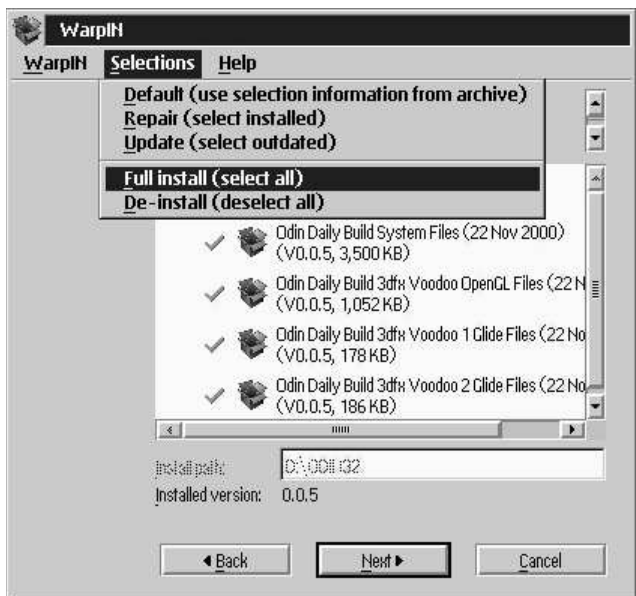 WarpIN
WarpIN Selections Help
Default (use selection information from archive)
Repair (select installed)
Update (select outdated)
Full install (select all)
De-install (deselect all)
Odin Daily Build System Files (22 Nov 2000)
(V0.0.5, 3,500 KB)
Odin Daily Build 3dfx Voodoo OpenGL Files (22 N
(V0.0.5, 1,052 KB)
Odin Daily Build 3dfx Voodoo 1 Glide Files (22 No
(V0.0.5, 178 KB)
Odin Daily Build 3dfx Voodoo 2 Glide Files (22 No
(V0.0.5, 186 KB)
Install path:
Installed version: 0.0.5
Back Next Cancel